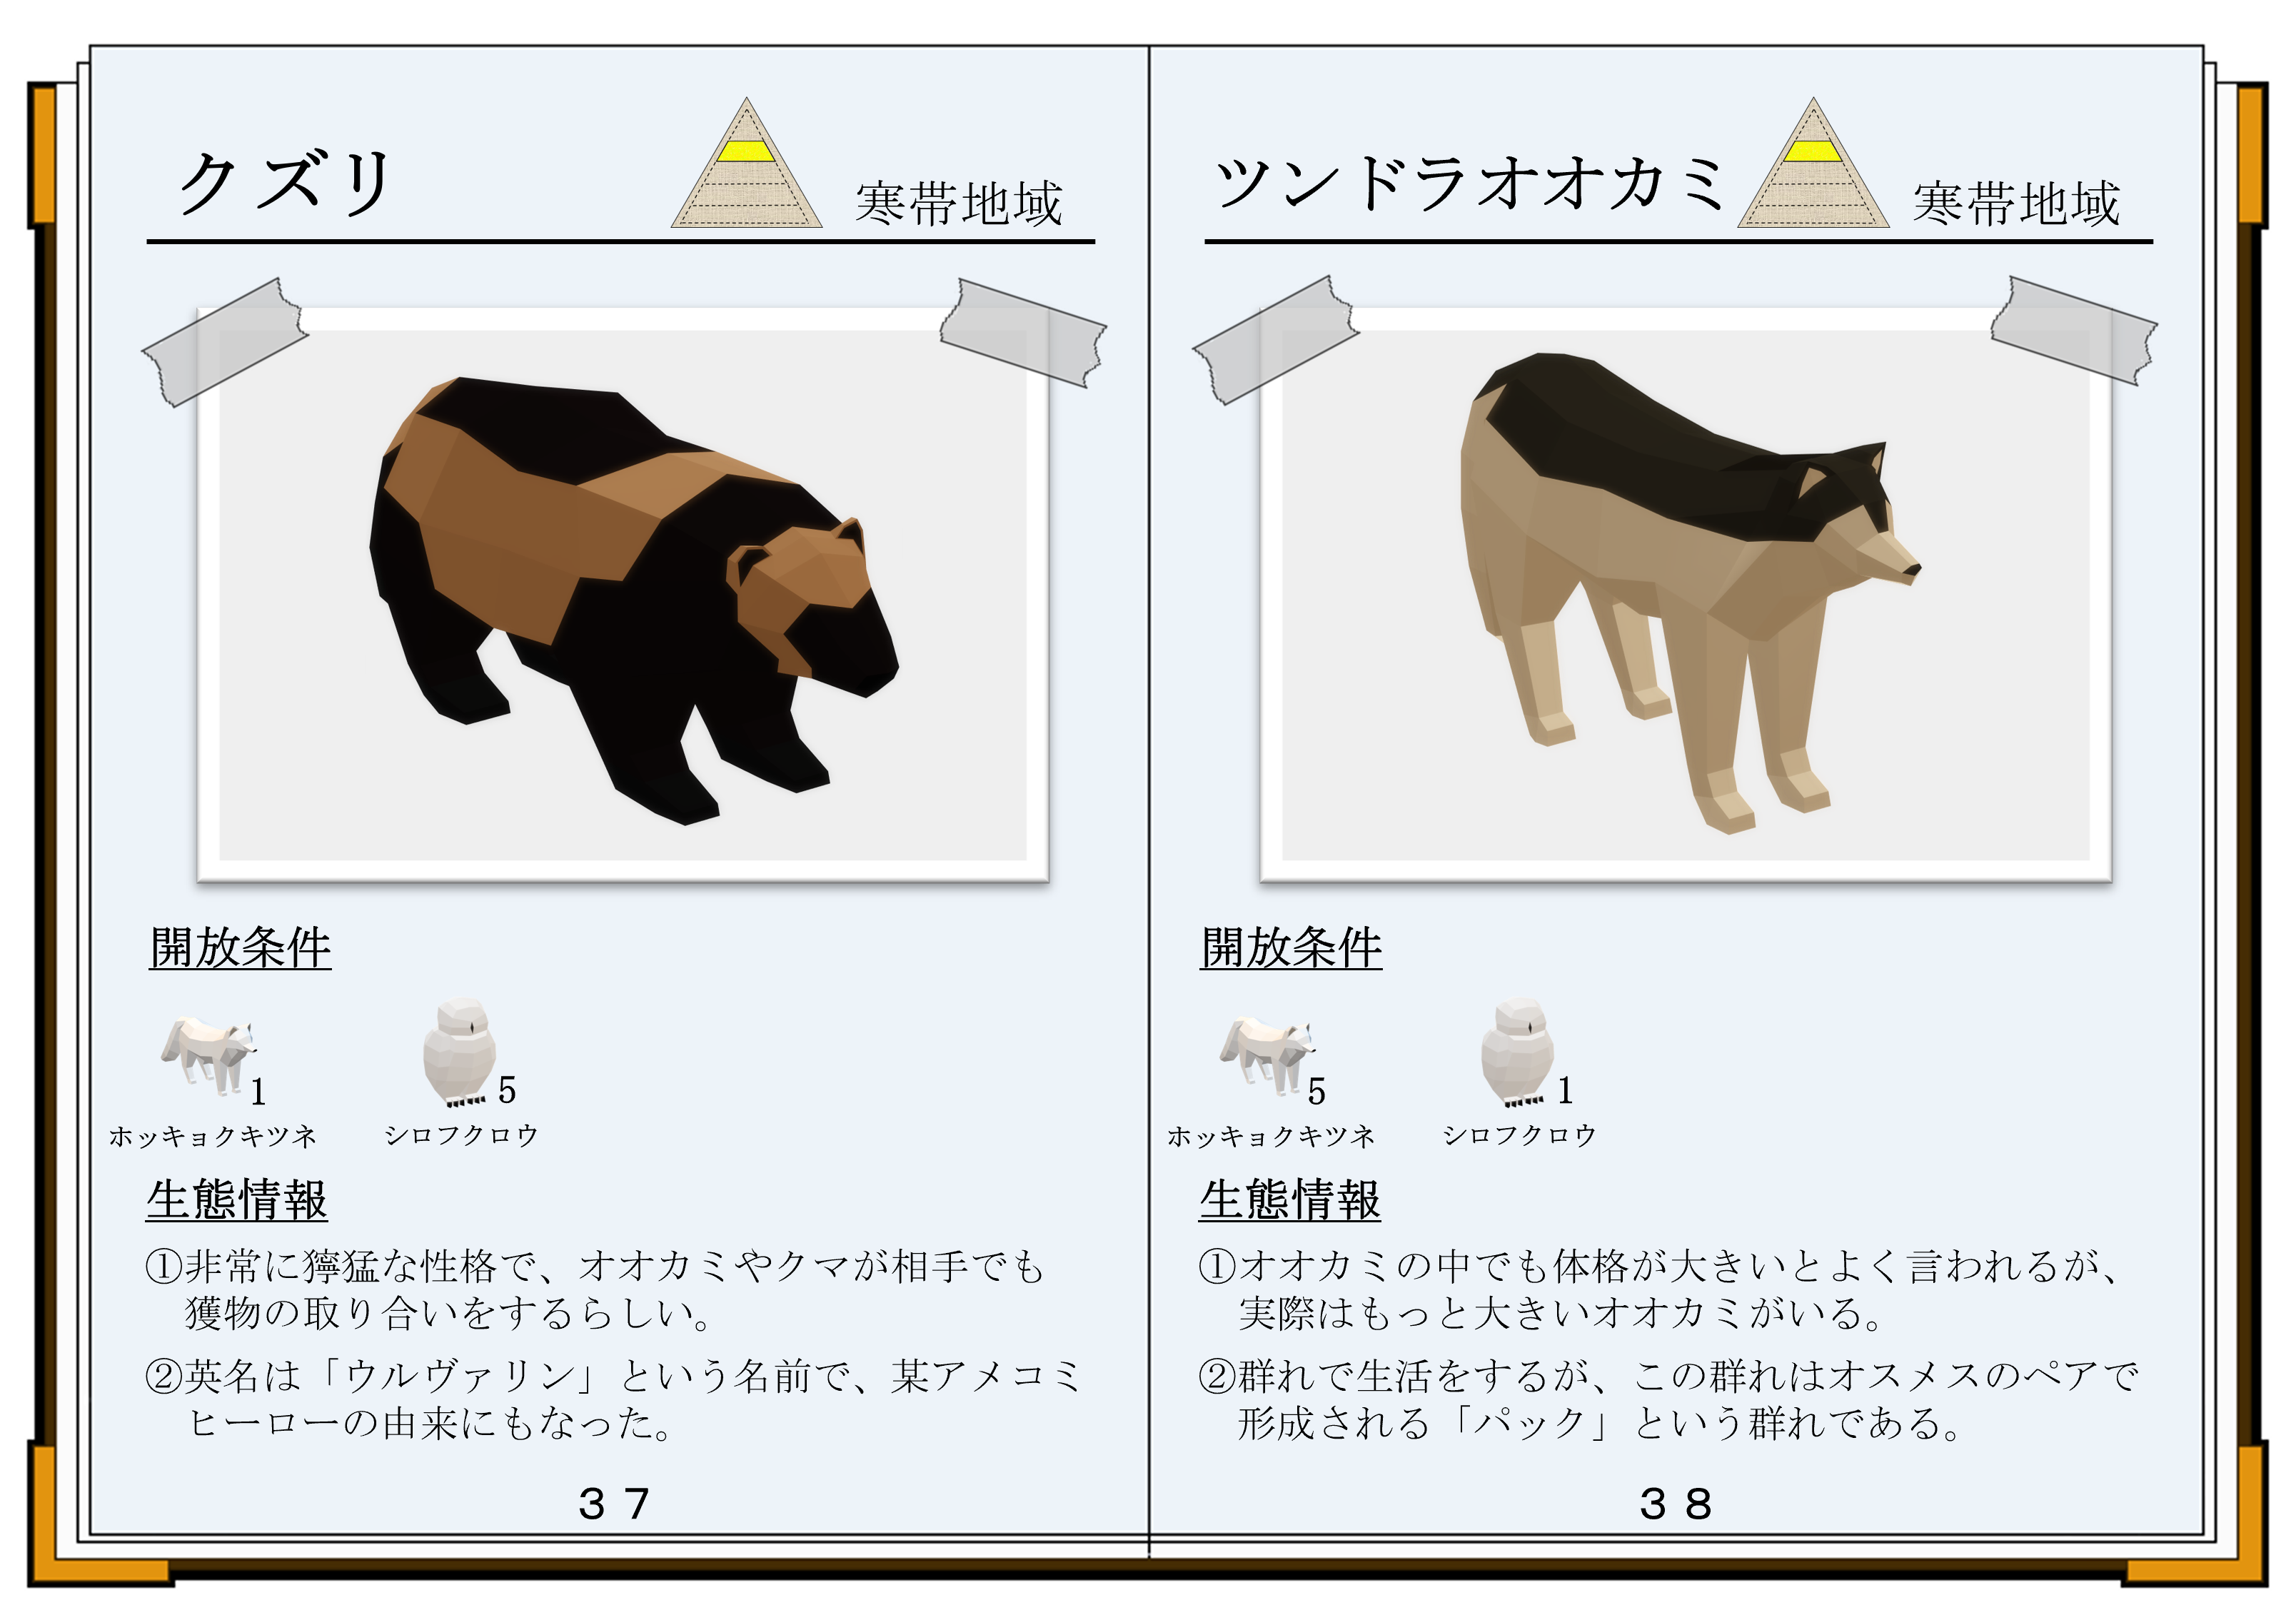 クズリ
寒帯地域
開放条件
1
5
ホッキョクキツネ
シロフクロウ
生態情報
①非常に獰猛な性格で、オオカミやクマが相手でも
獲物の取り合いをするらしい。
②英名は「ウルヴァリン」という名前で、某アメコミ
ヒーローの由来にもなった。
３７
ツンドラオオカミ
寒帯地域
開放条件
5
1
ホッキョクキツネ
シロフクロウ
生態情報
①オオカミの中でも体格が大きいとよく言われるが、
実際はもっと大きいオオカミがいる。
②群れで生活をするが、この群れはオスメスのペアで
形成される「パック」という群れである。
３８